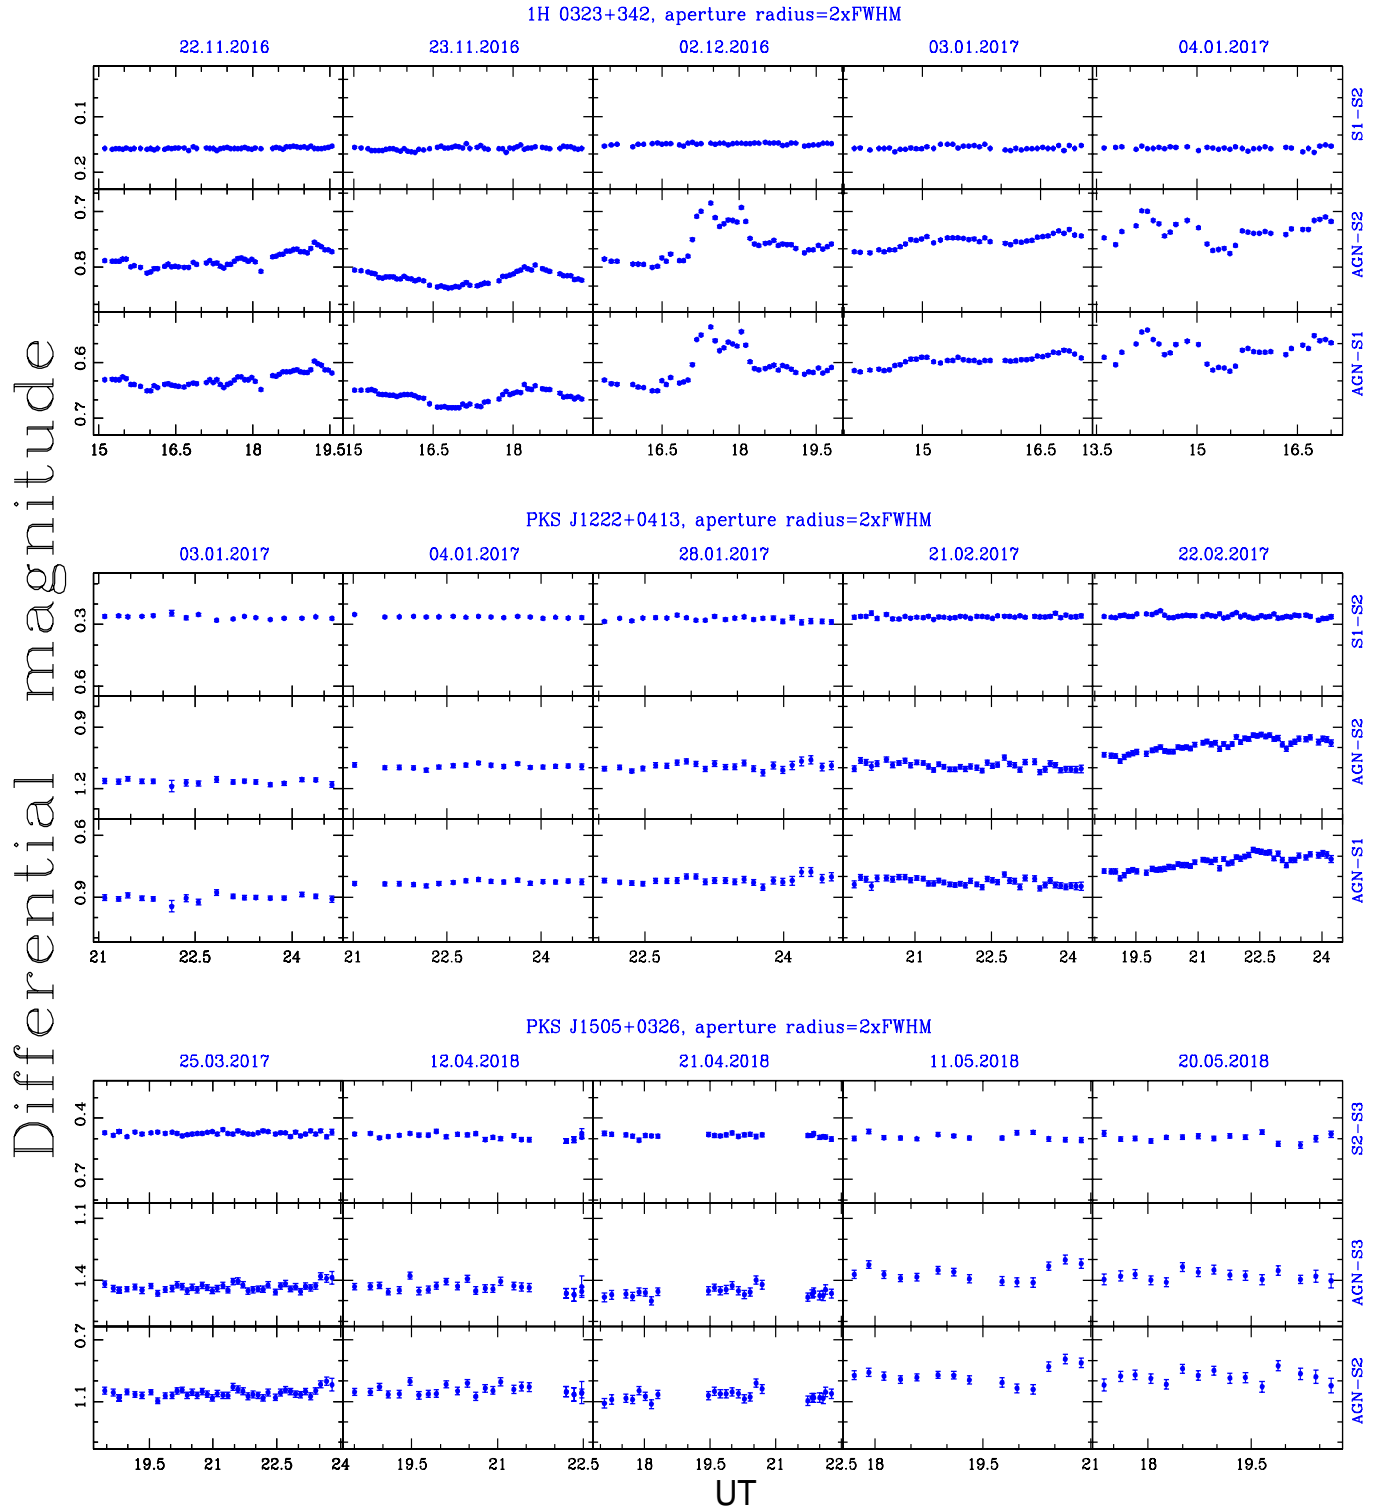 1H 0323+342, aperture radius=2xFWHM
22.11.2016 23.11.2016 02.12.2016 03.01.2017 04.01.2017
0.1 0.2 S1-S2
0.7 0.8 AGN-S2
0.6 0.7 AGN-S1
15 16.5 18 19.5 15 16.5 18 16.5 18 19.5 15 16.5 13.5 15 16.5
Differential magnitude
PKS J1222+0413, aperture radius=2xFWHM
03.01.2017 04.01.2017 28.01.2017 21.02.2017 22.02.2017
0.3 0.6 S1-S2
0.9 1.2 AGN-S2
0.6 0.9 AGN-S1
21 22.5 24 21 22.5 24 22.5 24 21 22.5 24 19.5 21 22.5 24
PKS J1505+0326, aperture radius=2xFWHM
25.03.2017 12.04.2018 21.04.2018 11.05.2018 20.05.2018
0.4 0.7 S2-S3
1.1 1.4 AGN-S3
0.7 1.1 AGN-S2
19.5 21 22.5 24 19.5 21 22.5 18 19.5 21 22.5 18 19.5 21 18 19.5
UT